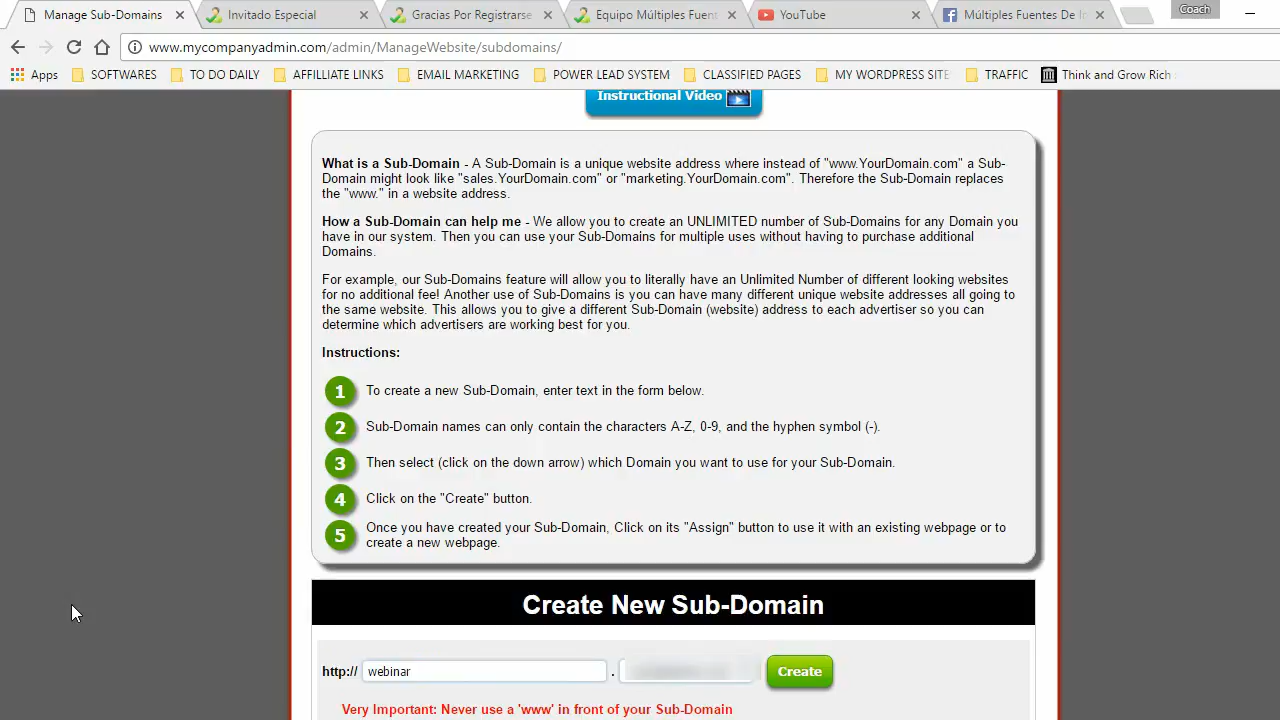 Manage Sub-Domains
Invitado Especial
Gracias Por Registrarse
Equipo Múltiples Fuent
YouTube
Múltiples Fuentes De In
Coach
www.mycompanyadmin.com/admin/ManageWebsite/subdomains/
Apps SOFTWARES TO DO DAILY AFFILLIATE LINKS EMAIL MARKETING POWER LEAD SYSTEM CLASSIFIED PAGES MY WORDPRESS SITE TRAFFIC Think and Grow Rich
Instructional Video
What is a Sub-Domain - A Sub-Domain is a unique website address where instead of "www.YourDomain.com" a Sub-
Domain might look like "sales.YourDomain.com" or "marketing.YourDomain.com". Therefore the Sub-Domain replaces
the "www." in a website address.
How a Sub-Domain can help me - We allow you to create an UNLIMITED number of Sub-Domains for any Domain you
have in our system. Then you can use your Sub-Domains for multiple uses without having to purchase additional
Domains.
For example, our Sub-Domains feature will allow you to literally have an Unlimited Number of different looking websites
for no additional fee! Another use of Sub-Domains is you can have many different unique website addresses all going to
the same website. This allows you to give a different Sub-Domain (website) address to each advertiser so you can
determine which advertisers are working best for you.
Instructions:
1 To create a new Sub-Domain, enter text in the form below.
2 Sub-Domain names can only contain the characters A-Z, 0-9, and the hyphen symbol (-).
3 Then select (click on the down arrow) which Domain you want to use for your Sub-Domain.
4 Click on the "Create" button.
5 Once you have created your Sub-Domain, Click on its "Assign" button to use it with an existing webpage or to
create a new webpage.
Create New Sub-Domain
http:// webinar . Create
Very Important: Never use a 'www' in front of your Sub-Domain